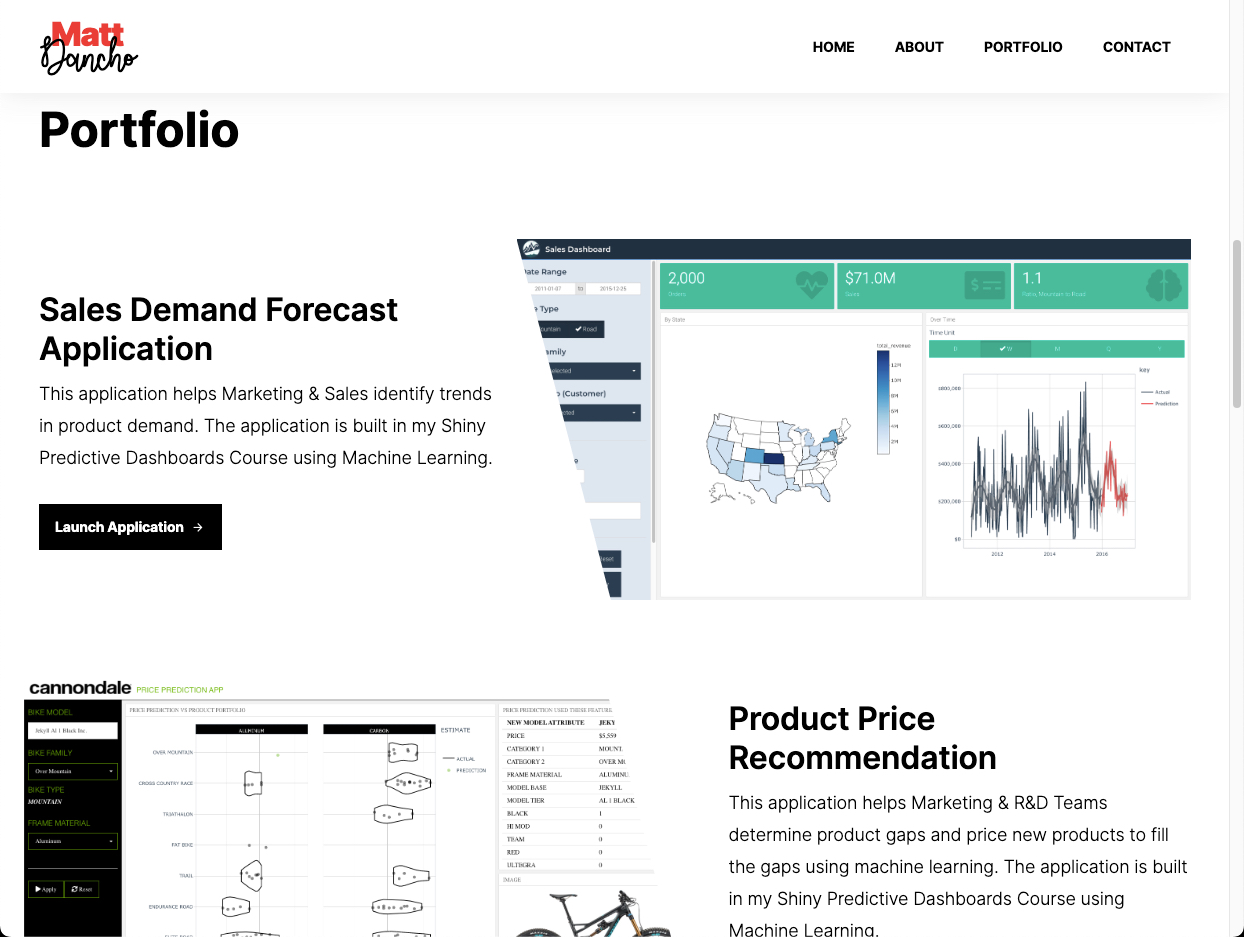 Matt
Dancho
HOME
ABOUT
PORTFOLIO
CONTACT
Portfolio
Sales Demand Forecast
Application
This application helps Marketing & Sales identify trends
in product demand. The application is built in my Shiny
Predictive Dashboards Course using Machine Learning.
Launch Application →
Sales Dashboard
ate Range
2011-01-07 to 2015-12-25
e Type
ountain ✔ Road
amily
elected
o (Customer)
ected
e
eset
2,000
Orders
$71.0M
Sales
1.1
Ratio, Mountain to Road
By State
total_revenue
12M
10M
8M
6M
4M
2M
Over Time
Time Unit
D ✔ W M Q Y
key
Actual
Prediction
$800,000
$600,000
$400,000
$200,000
$0
2012 2014 2016
cannondale PRICE PREDICTION APP
BIKE MODEL
Jekyll Al 1 Black Inc.
BIKE FAMILY
Over Mountain
BIKE TYPE
MOUNTAIN
FRAME MATERIAL
Aluminum
Apply Reset
PRICE PREDICTION VS PRODUCT PORTFOLIO
ALUMINUM CARBON
ESTIMATE
ACTUAL
PREDICTION
OVER MOUNTAIN
CROSS COUNTRY RACE
TRIATHALON
FAT BIKE
TRAIL
ENDURANCE ROAD
ELITE ROAD
PRICE PREDICTION USED THESE FEATURE
NEW MODEL ATTRIBUTE JEKY
PRICE $5,559
CATEGORY 1 MOUNT.
CATEGORY 2 OVER MO
FRAME MATERIAL ALUMINU
MODEL BASE JEKYLL
MODEL TIER AL 1 BLACK
BLACK 1
HI MOD 0
TEAM 0
RED 0
ULTEGRA 0
IMAGE
Product Price
Recommendation
This application helps Marketing & R&D Teams
determine product gaps and price new products to fill
the gaps using machine learning. The application is built
in my Shiny Predictive Dashboards Course using
Machine Learning.